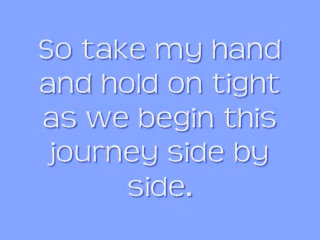 So take my hand
and hold on tight
as we begin this
journey side by
side.